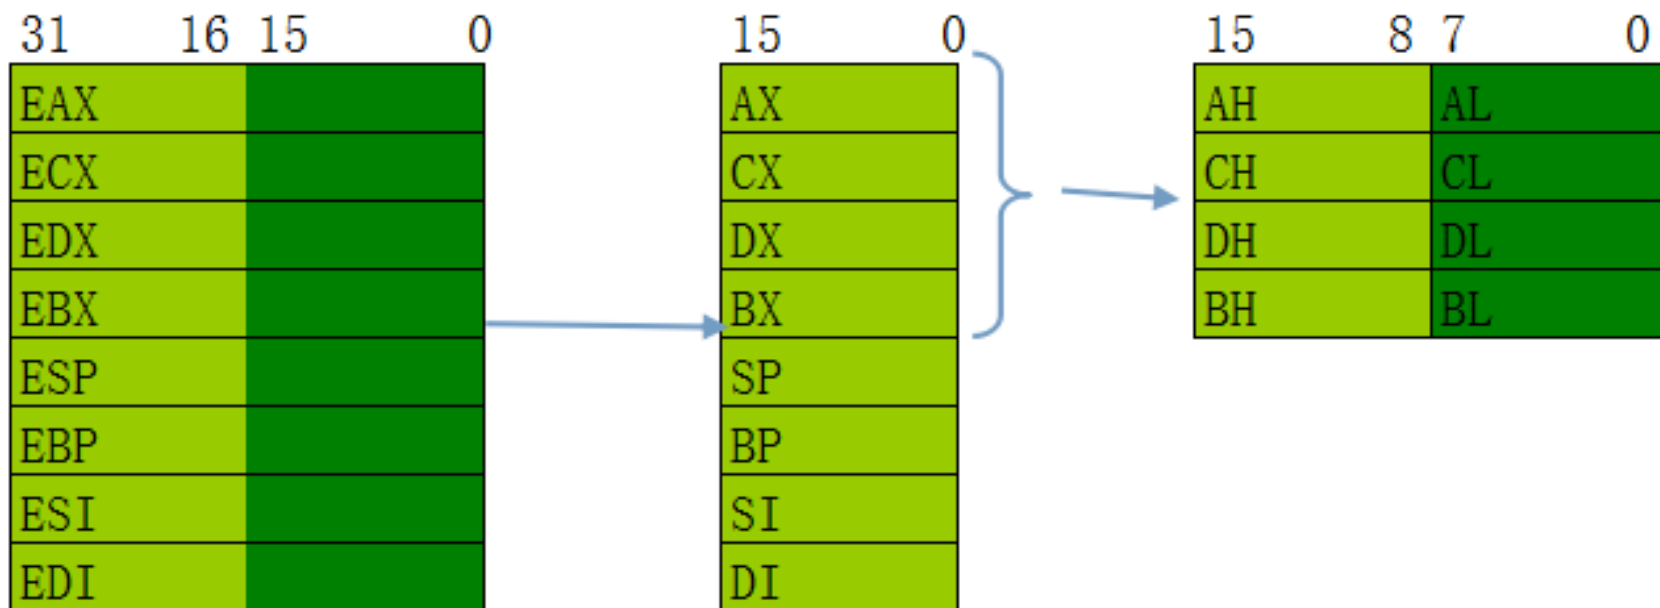 31 16 15 0 15 0 15 8 7 0
EAX AX AH AL
ECX CX CH CL
EDX DX DH DL
EBX BX BH BL
ESP SP
EBP BP
ESI SI
EDI DI